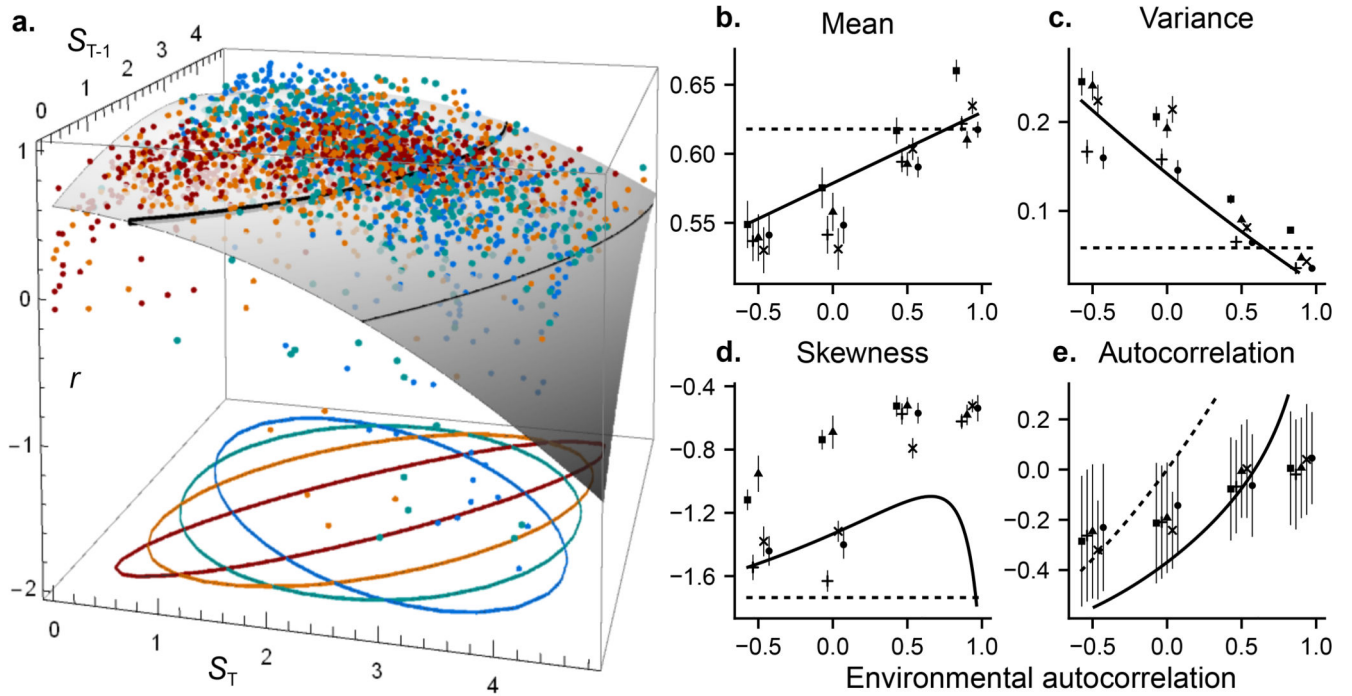 a.
S_T-1
0 1 2 3 4
1
0
r
−1
−2
0 1 2 3 4
S_T
b. Mean
0.65
0.60
0.55
−0.5 0.0 0.5 1.0
c. Variance
0.2
0.1
−0.5 0.0 0.5 1.0
d. Skewness
−0.4
−0.8
−1.2
−1.6
−0.5 0.0 0.5 1.0
e. Autocorrelation
0.2
0.0
−0.2
−0.4
−0.5 0.0 0.5 1.0
Environmental autocorrelation